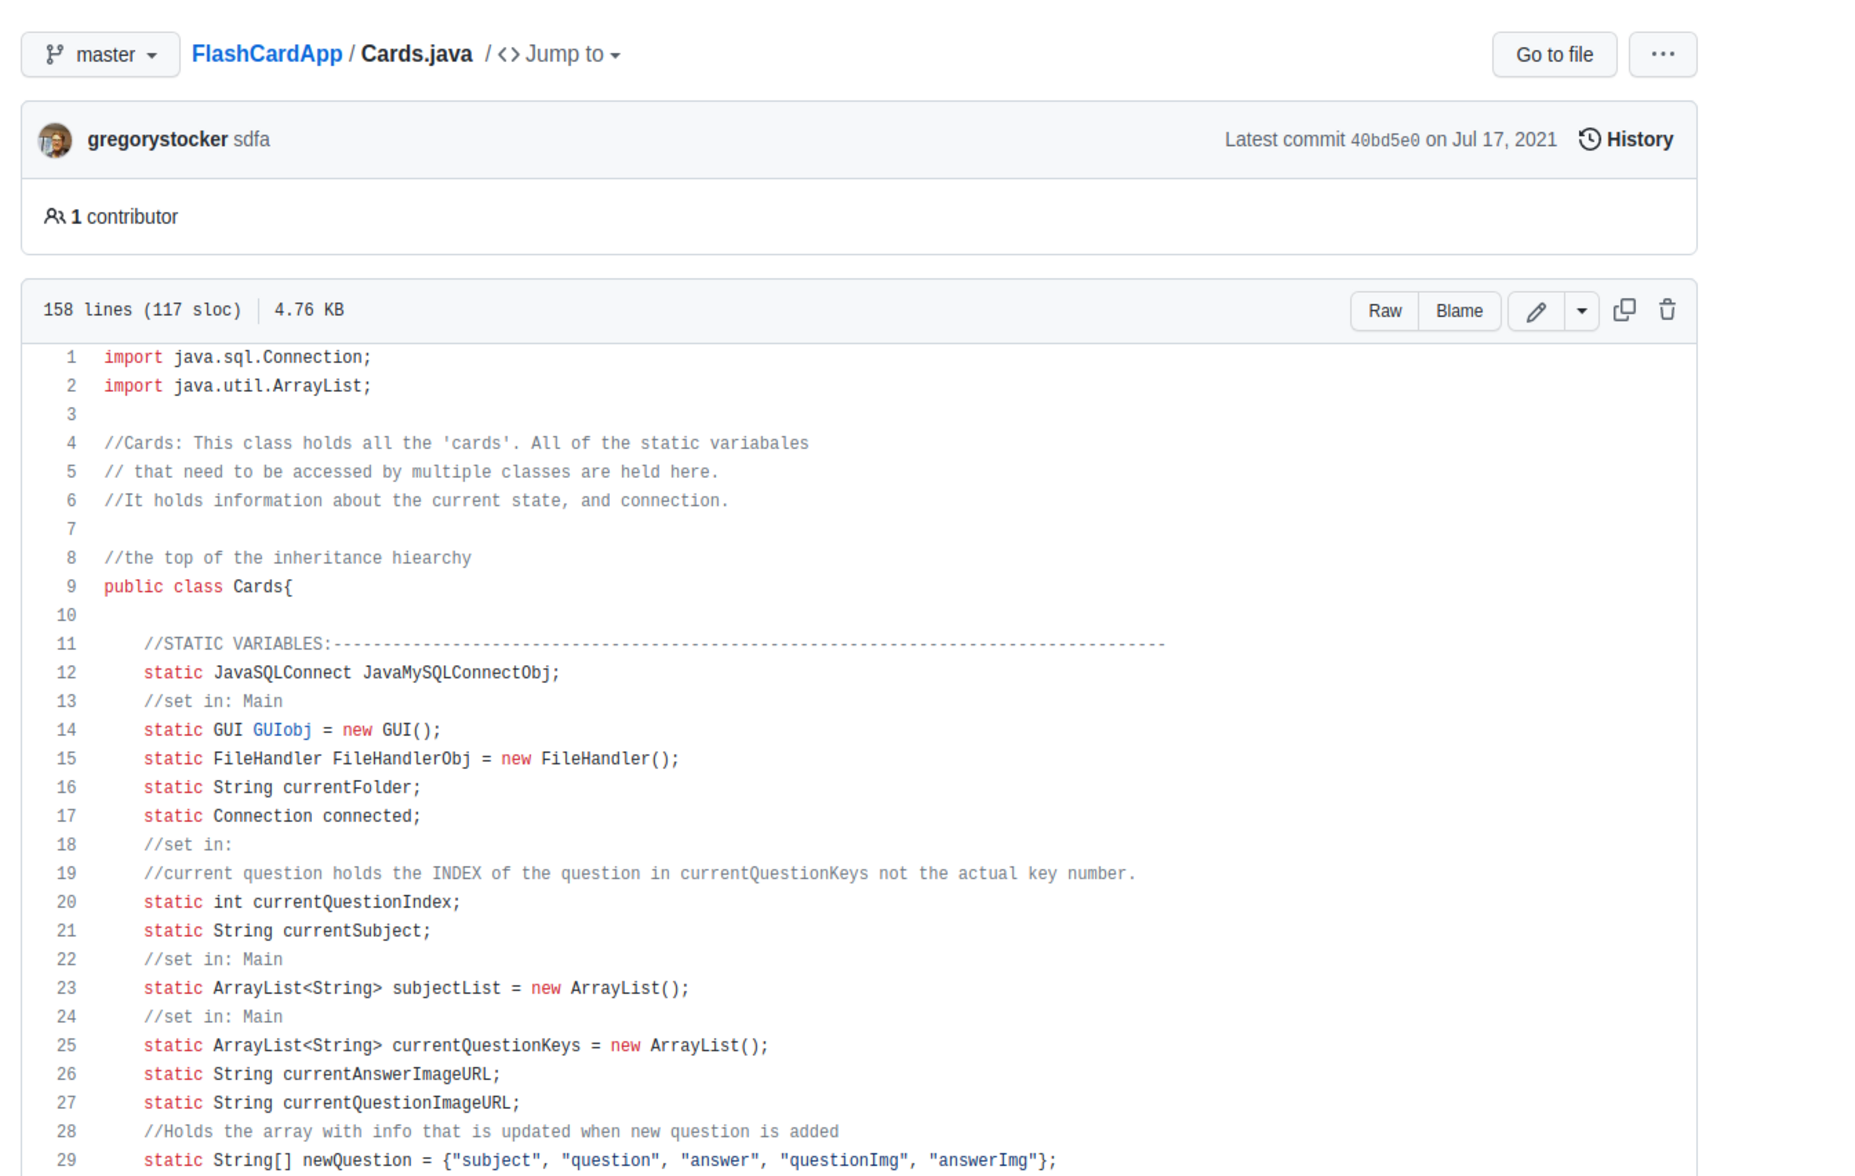 master FlashCardApp / Cards.java / <> Jump to Go to file ...
gregorystocker sdfa Latest commit 40bd5e0 on Jul 17, 2021 History
1 contributor
158 lines (117 sloc) 4.76 KB Raw Blame
1 import java.sql.Connection;
2 import java.util.ArrayList;
3
4 //Cards: This class holds all the 'cards'. All of the static variabales
5 // that need to be accessed by multiple classes are held here.
6 //It holds information about the current state, and connection.
7
8 //the top of the inheritance hiearchy
9 public class Cards{
10
11 //STATIC VARIABLES:------------------------------------------------------------------------------------
12 static JavaSQLConnect JavaMySQLConnectObj;
13 //set in: Main
14 static GUI GUIobj = new GUI();
15 static FileHandler FileHandlerObj = new FileHandler();
16 static String currentFolder;
17 static Connection connected;
18 //set in:
19 //current question holds the INDEX of the question in currentQuestionKeys not the actual key number.
20 static int currentQuestionIndex;
21 static String currentSubject;
22 //set in: Main
23 static ArrayList<String> subjectList = new ArrayList();
24 //set in: Main
25 static ArrayList<String> currentQuestionKeys = new ArrayList();
26 static String currentAnswerImageURL;
27 static String currentQuestionImageURL;
28 //Holds the array with info that is updated when new question is added
29 static String[] newQuestion = {"subject", "question", "answer", "questionImg", "answerImg"};